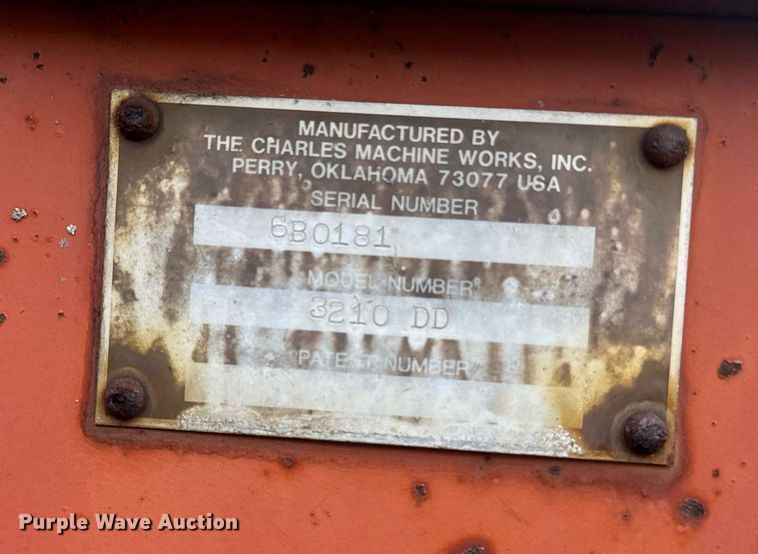 MANUFACTURED BY
THE CHARLES MACHINE WORKS, INC.
PERRY, OKLAHOMA 73077 USA
SERIAL NUMBER
6B0181
MODEL NUMBER
3210 DD
PATENT NUMBER
Purple Wave Auction